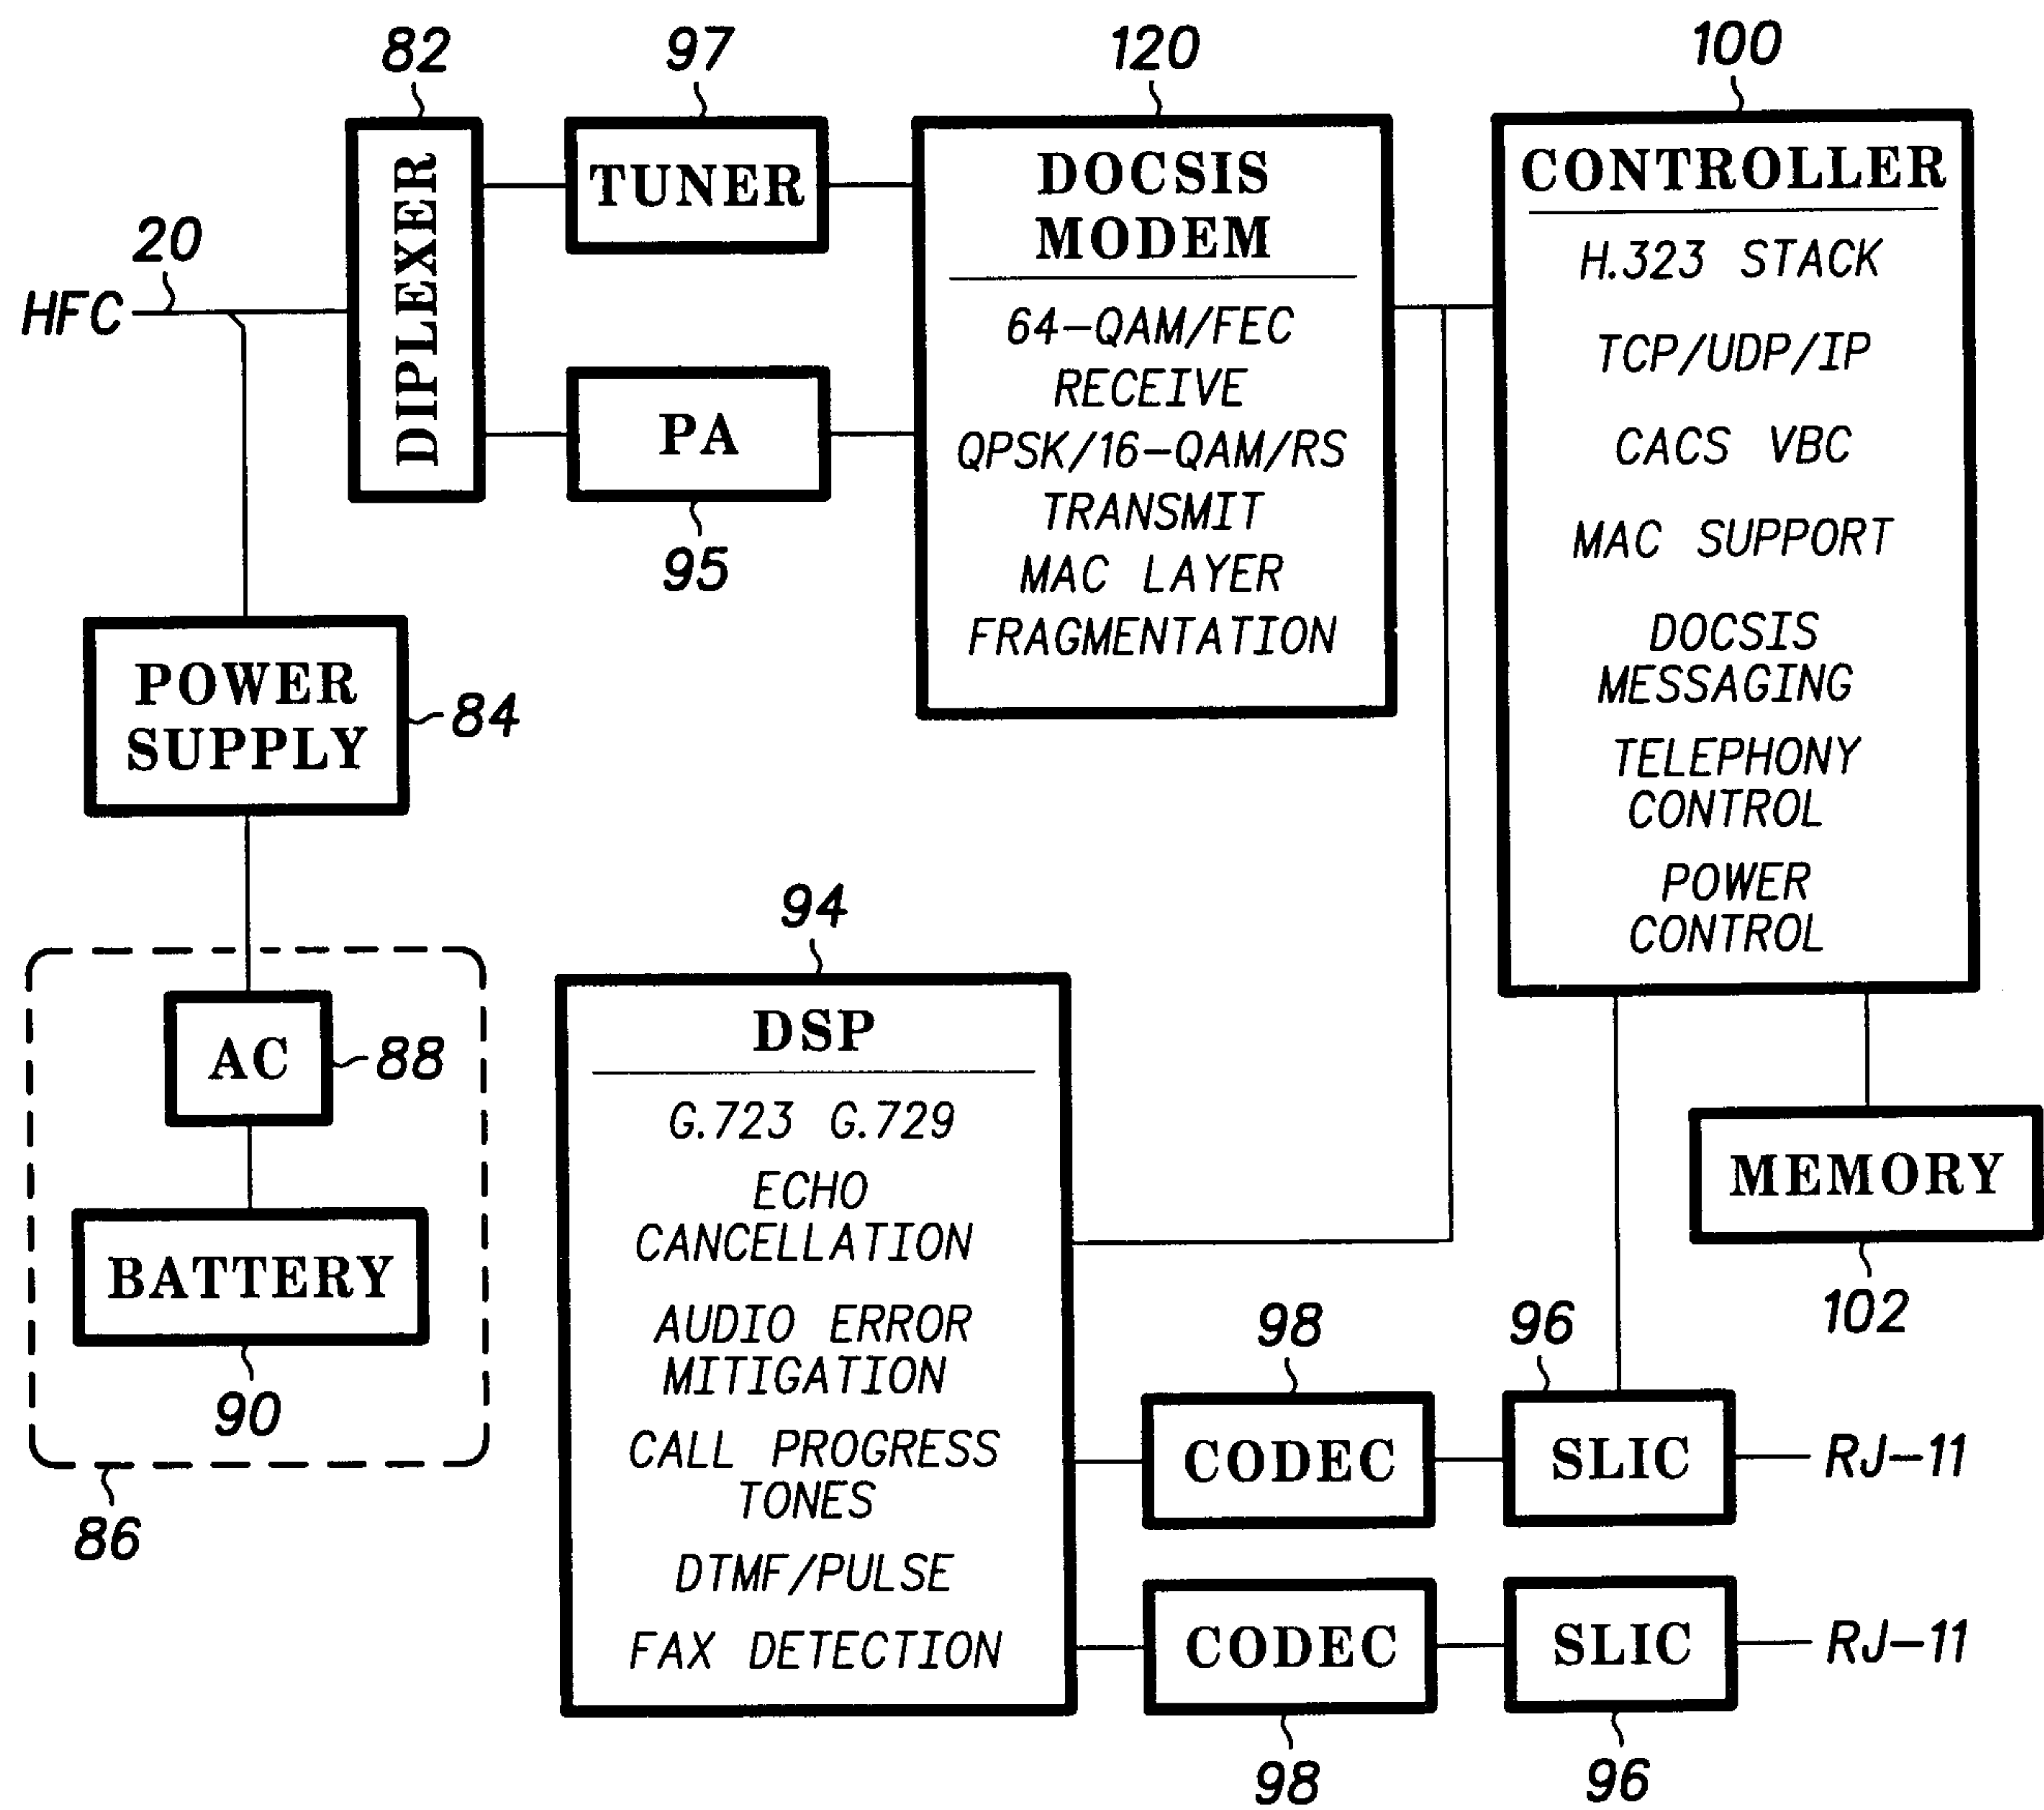 82
97
120
100
DIPLEXER
TUNER
DOCSIS
MODEM
64-QAM/FEC
RECEIVE
QPSK/16-QAM/RS
TRANSMIT
MAC LAYER
FRAGMENTATION
CONTROLLER
H.323 STACK
TCP/UDP/IP
CACS VBC
MAC SUPPORT
DOCSIS
MESSAGING
TELEPHONY
CONTROL
POWER
CONTROL
20
HFC
PA
95
POWER
SUPPLY
84
AC
88
BATTERY
90
86
94
DSP
G.723 G.729
ECHO
CANCELLATION
AUDIO ERROR
MITIGATION
CALL PROGRESS
TONES
DTMF/PULSE
FAX DETECTION
MEMORY
102
98
96
CODEC
SLIC
RJ-11
CODEC
SLIC
RJ-11
98
96